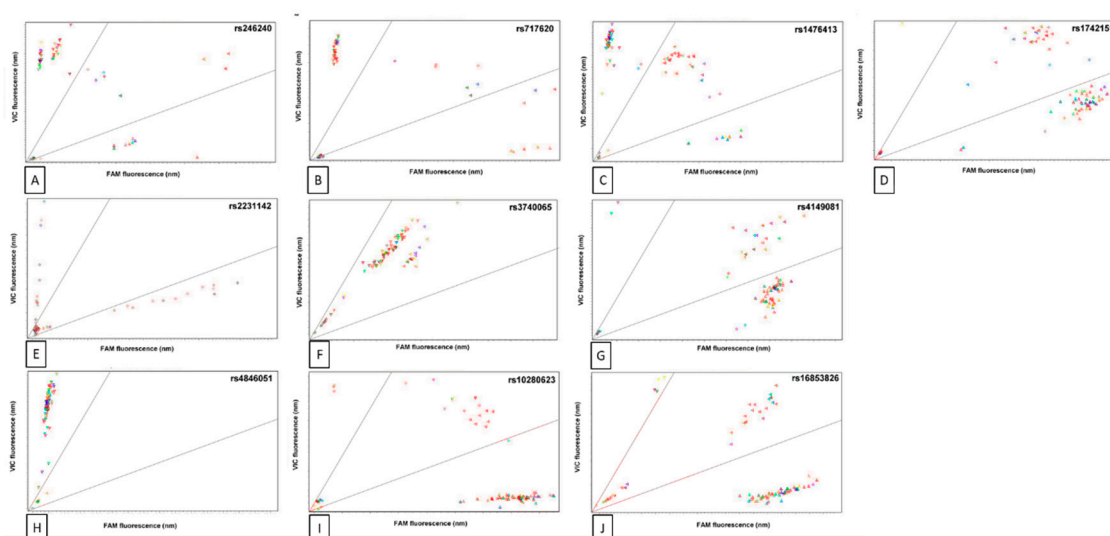 rs246240
VIC fluorescence (nm)
FAM fluorescence (nm)
A
rs717620
VIC fluorescence (nm)
FAM fluorescence (nm)
B
rs1476413
VIC fluorescence (nm)
FAM fluorescence (nm)
C
rs174215
VIC fluorescence (nm)
FAM fluorescence (nm)
D
rs2231142
VIC fluorescence (nm)
FAM fluorescence (nm)
E
rs3740065
VIC fluorescence (nm)
FAM fluorescence (nm)
F
rs4149081
VIC fluorescence (nm)
FAM fluorescence (nm)
G
rs4846051
VIC fluorescence (nm)
FAM fluorescence (nm)
H
rs10280623
VIC fluorescence (nm)
FAM fluorescence (nm)
I
rs16853826
VIC fluorescence (nm)
FAM fluorescence (nm)
J